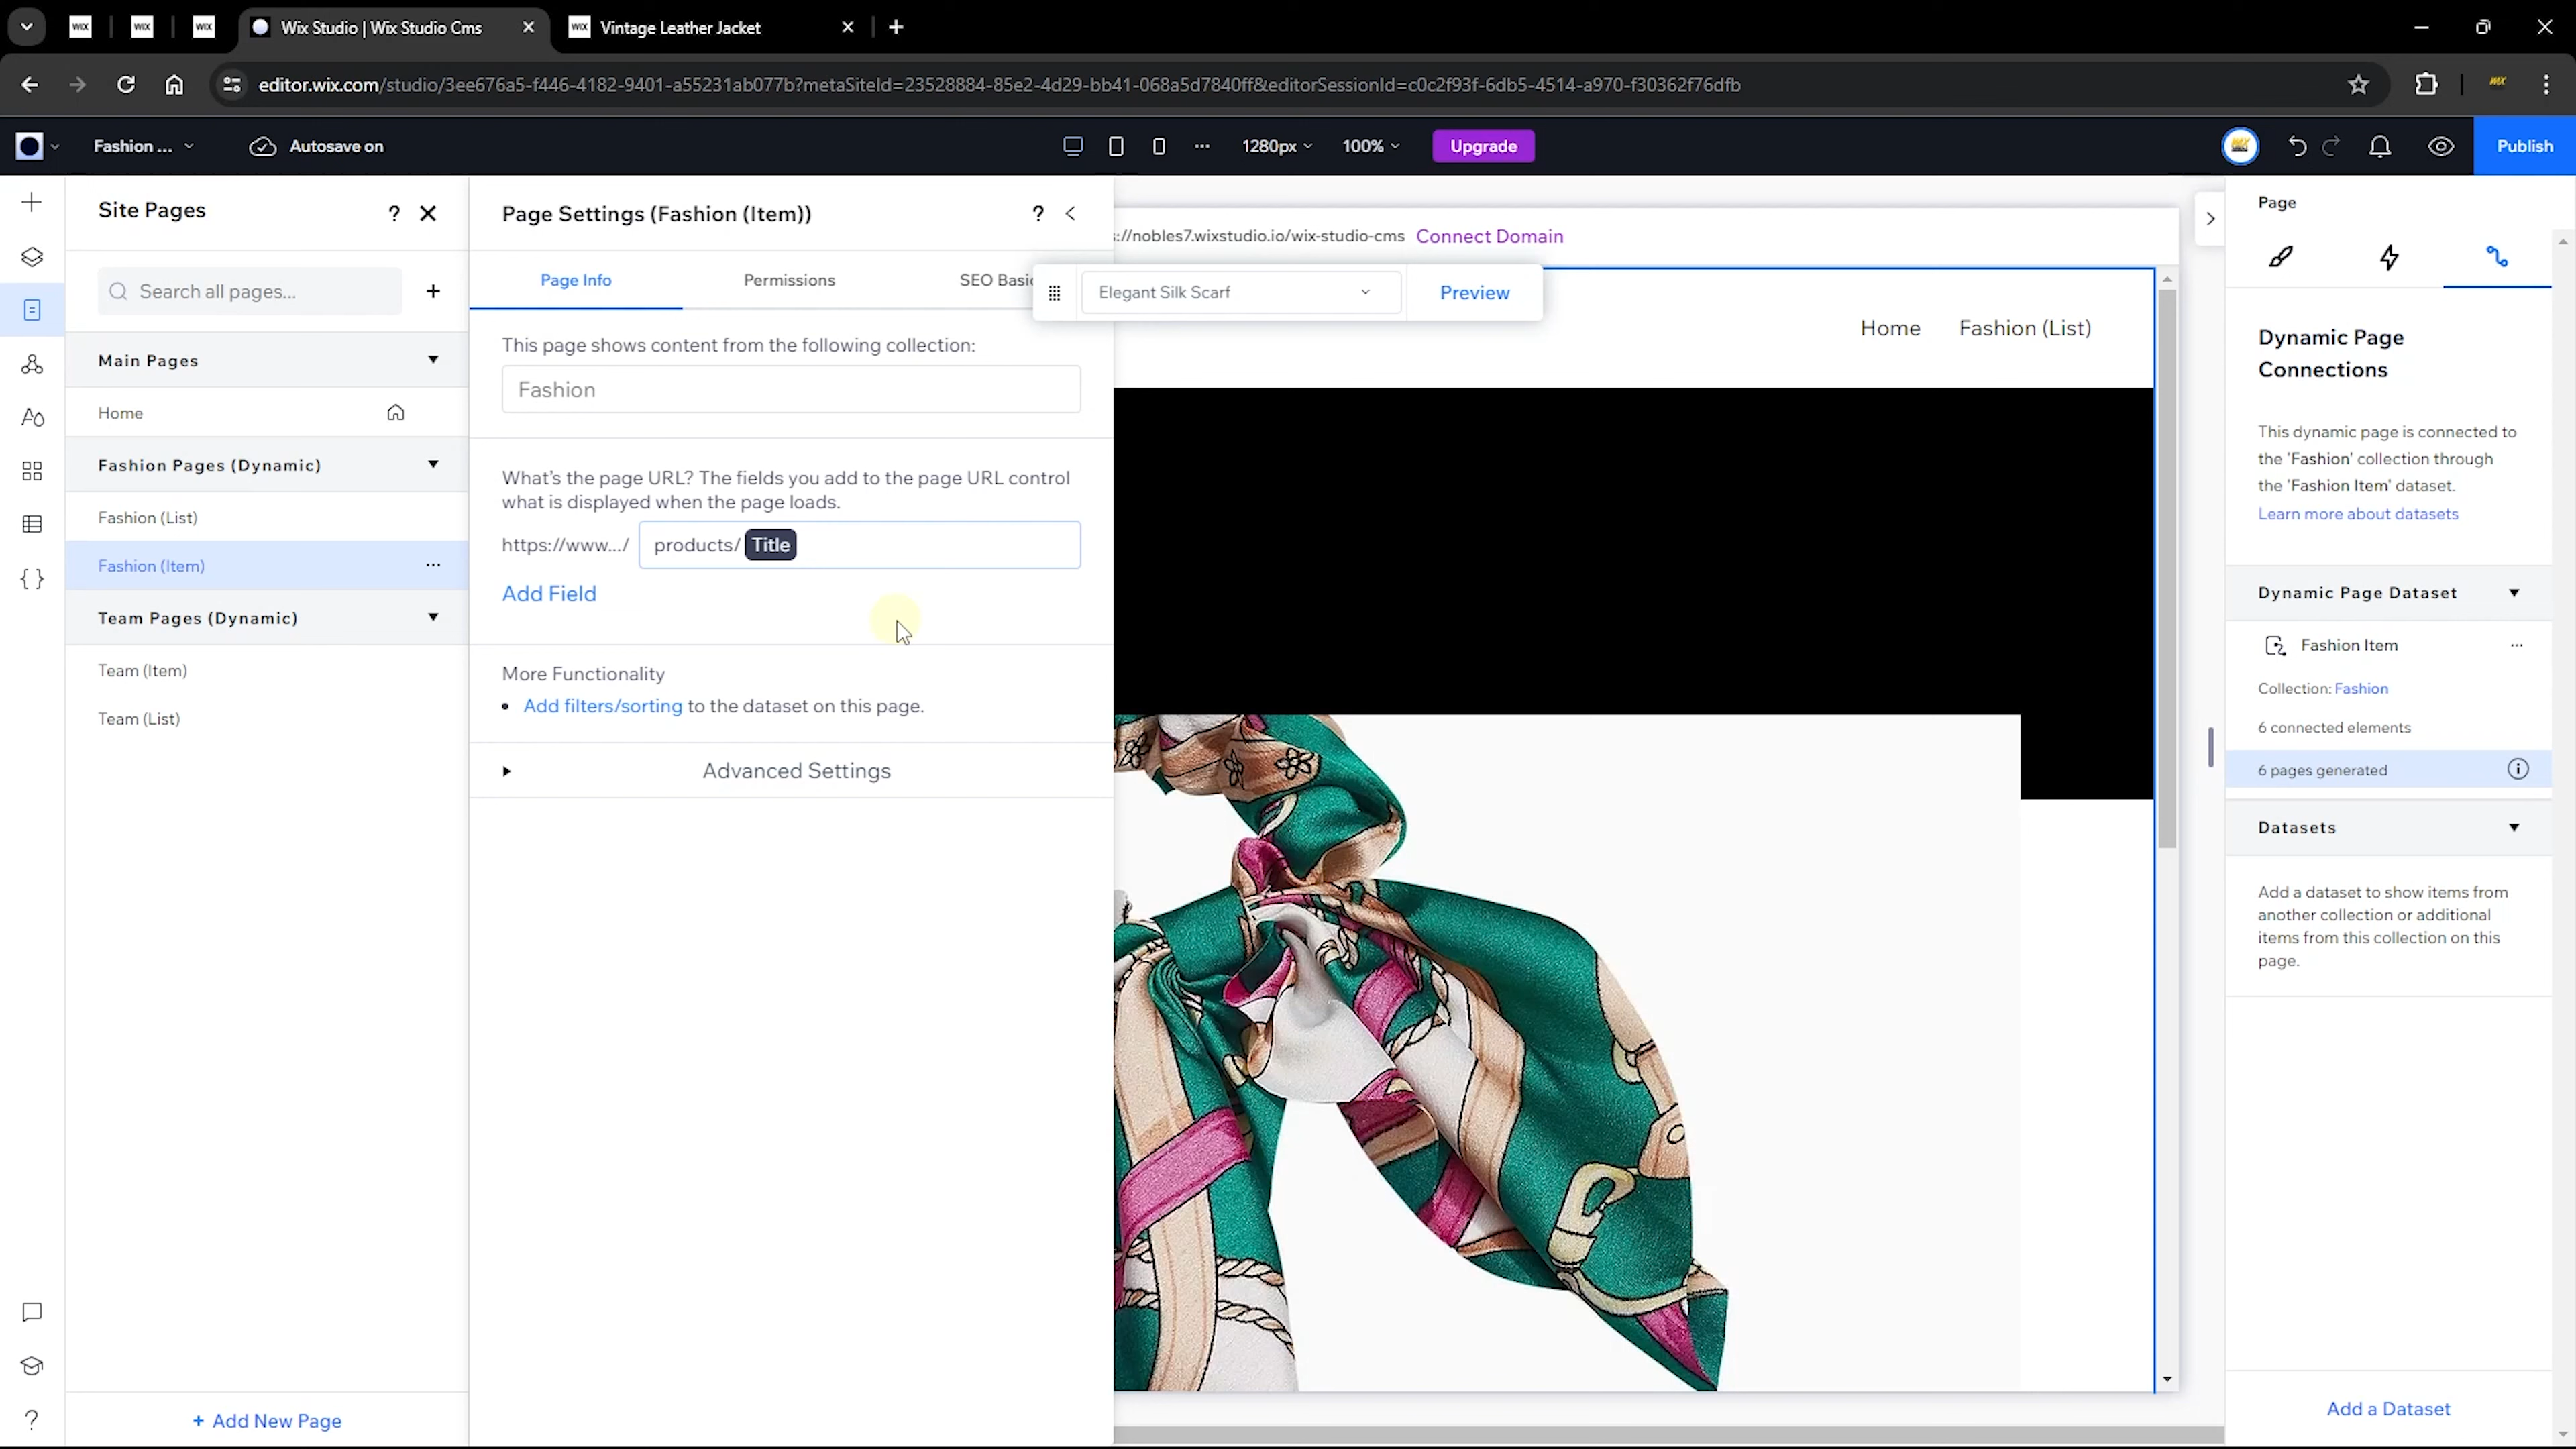 WIX
WIX
WIX
Wix Studio | Wix Studio Cms
WIX
Vintage Leather Jacket
editor.wix.com/studio/3ee676a5-f446-4182-9401-a55231ab077b?metaSiteId=23528884-85e2-4d29-bb41-068a5d7840ff&editorSessionId=c0c2f93f-6db5-4514-a970-f30362f76dfb
Fashion ...
Autosave on
...
1280px
100%
Upgrade
Publish
Site Pages
?
Search all pages...
Main Pages
Home
Fashion Pages (Dynamic)
Fashion (List)
Fashion (Item)
...
Team Pages (Dynamic)
Team (Item)
Team (List)
+ Add New Page
Page Settings (Fashion (Item))
?
Page Info
Permissions
SEO Basic
This page shows content from the following collection:
Fashion
What's the page URL? The fields you add to the page URL control
what is displayed when the page loads.
https://www.../
products/ Title
Add Field
More Functionality
• Add filters/sorting to the dataset on this page.
Advanced Settings
s://nobles7.wixstudio.io/wix-studio-cms
Connect Domain
Elegant Silk Scarf
Preview
Home
Fashion (List)
Page
Dynamic Page
Connections
This dynamic page is connected to
the 'Fashion' collection through
the 'Fashion Item' dataset.
Learn more about datasets
Dynamic Page Dataset
Fashion Item
...
Collection: Fashion
6 connected elements
6 pages generated
Datasets
Add a dataset to show items from
another collection or additional
items from this collection on this
page.
Add a Dataset